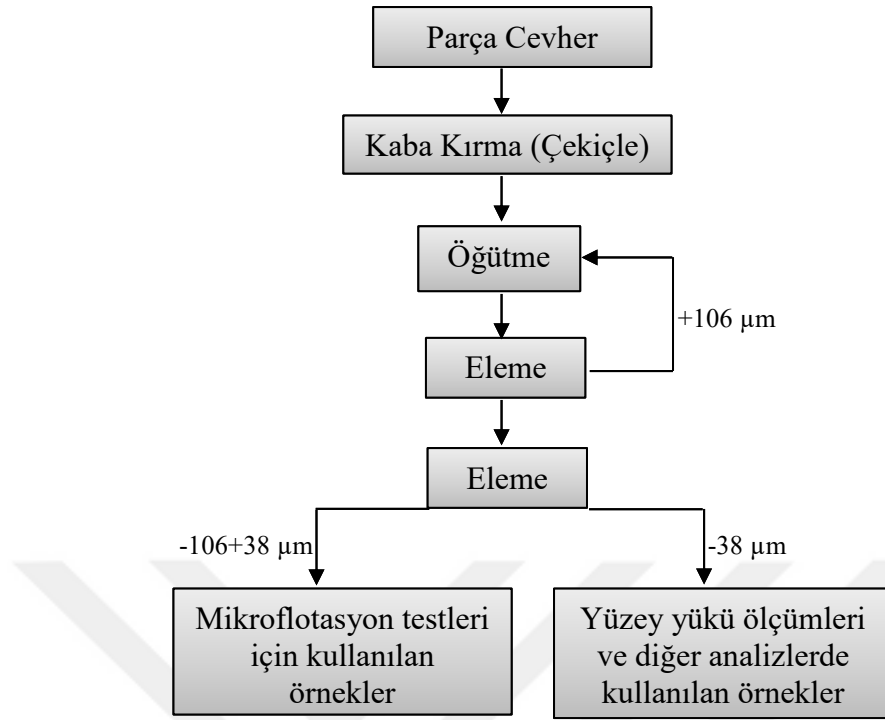 Parça Cevher
Kaba Kırma (Çekiçle)
Öğütme
+106 µm
Eleme
Eleme
-106+38 µm
-38 µm
Mikroflotasyon testleri
için kullanılan
örnekler
Yüzey yükü ölçümleri
ve diğer analizlerde
kullanılan örnekler